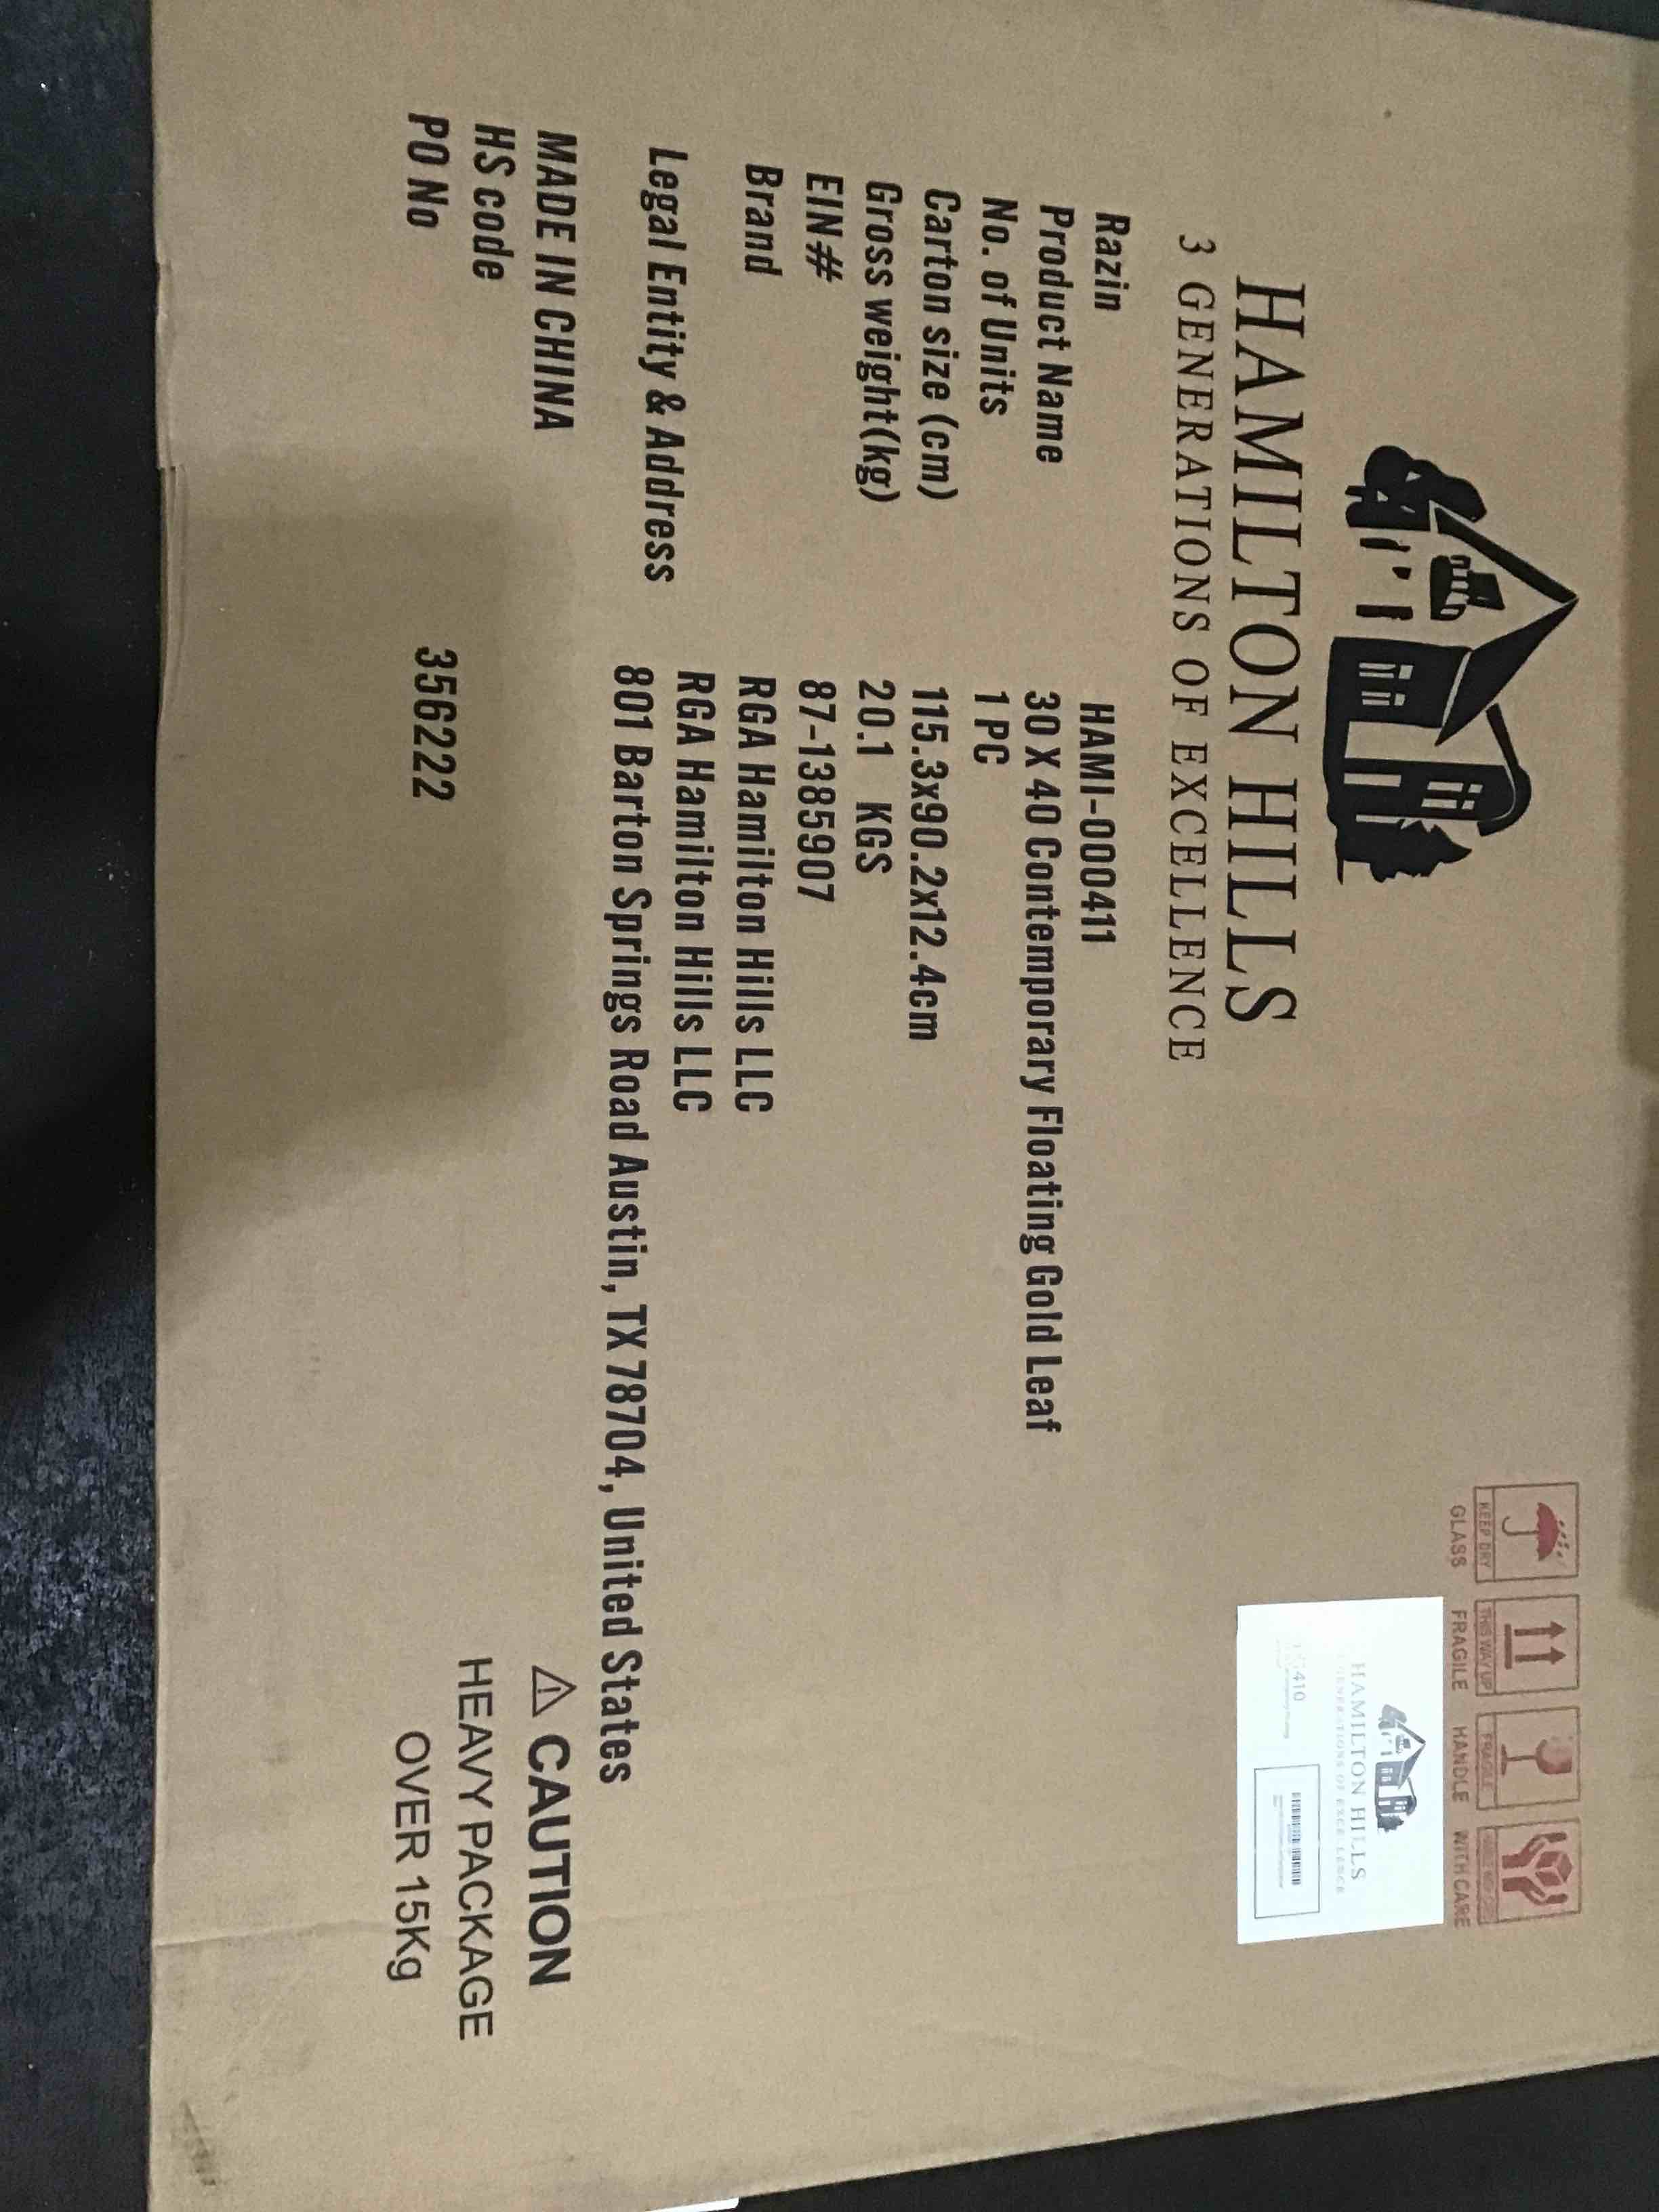 HAMILTON HILLS
3 GENERATIONS OF EXCELLENCE
KEEP DRY
THIS WAY UP
FRAGILE
GLASS FRAGILE HANDLE WITH CARE
HAMILTON HILLS
GENERATIONS OF EXCELLENCE
410
Razin HAMI-000411
Product Name 30 X 40 Contemporary Floating Gold Leaf
No. of Units 1 PC
Carton size (cm) 115.3x90.2x12.4cm
Gross weight(kg) 20.1 KGS
EIN# 87-1385907
Brand RGA Hamilton Hills LLC
Legal Entity & Address RGA Hamilton Hills LLC
801 Barton Springs Road Austin, TX 78704, United States
MADE IN CHINA
HS code
PO No 356222
⚠ CAUTION
HEAVY PACKAGE
OVER 15Kg